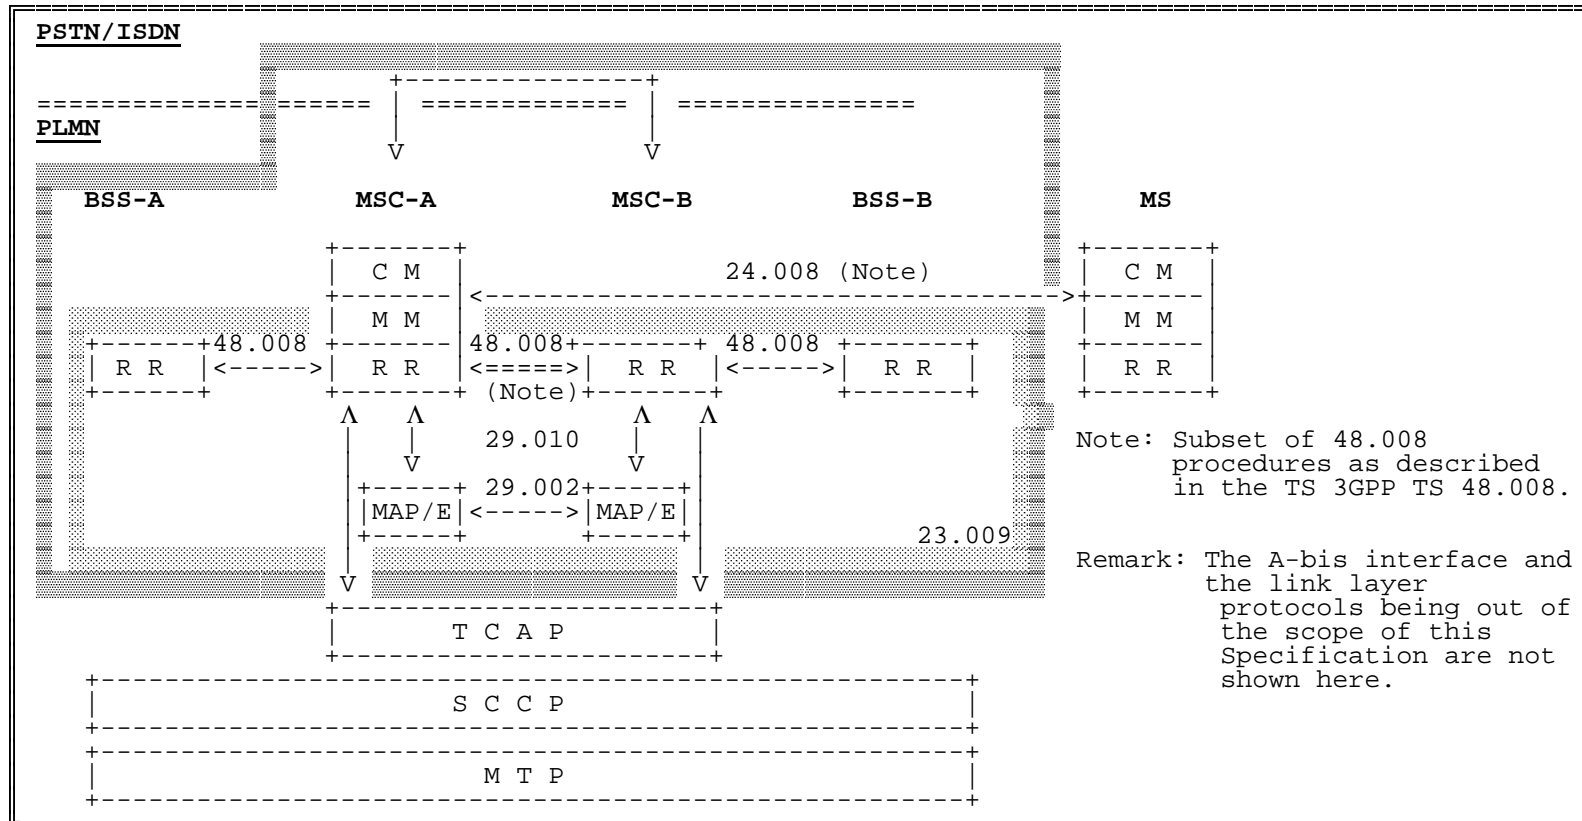 PSTN/ISDN
PLMN
BSS-A MSC-A MSC-B BSS-B MS
C M 24.008 (Note) C M
M M M M
48.008 48.008 48.008
R R R R R R R R R R
(Note)
29.010
29.002
MAP/E MAP/E
23.009
Note: Subset of 48.008
procedures as described
in the TS 3GPP TS 48.008.
Remark: The A-bis interface and
the link layer
protocols being out of
the scope of this
Specification are not
shown here.
T C A P
S C C P
M T P